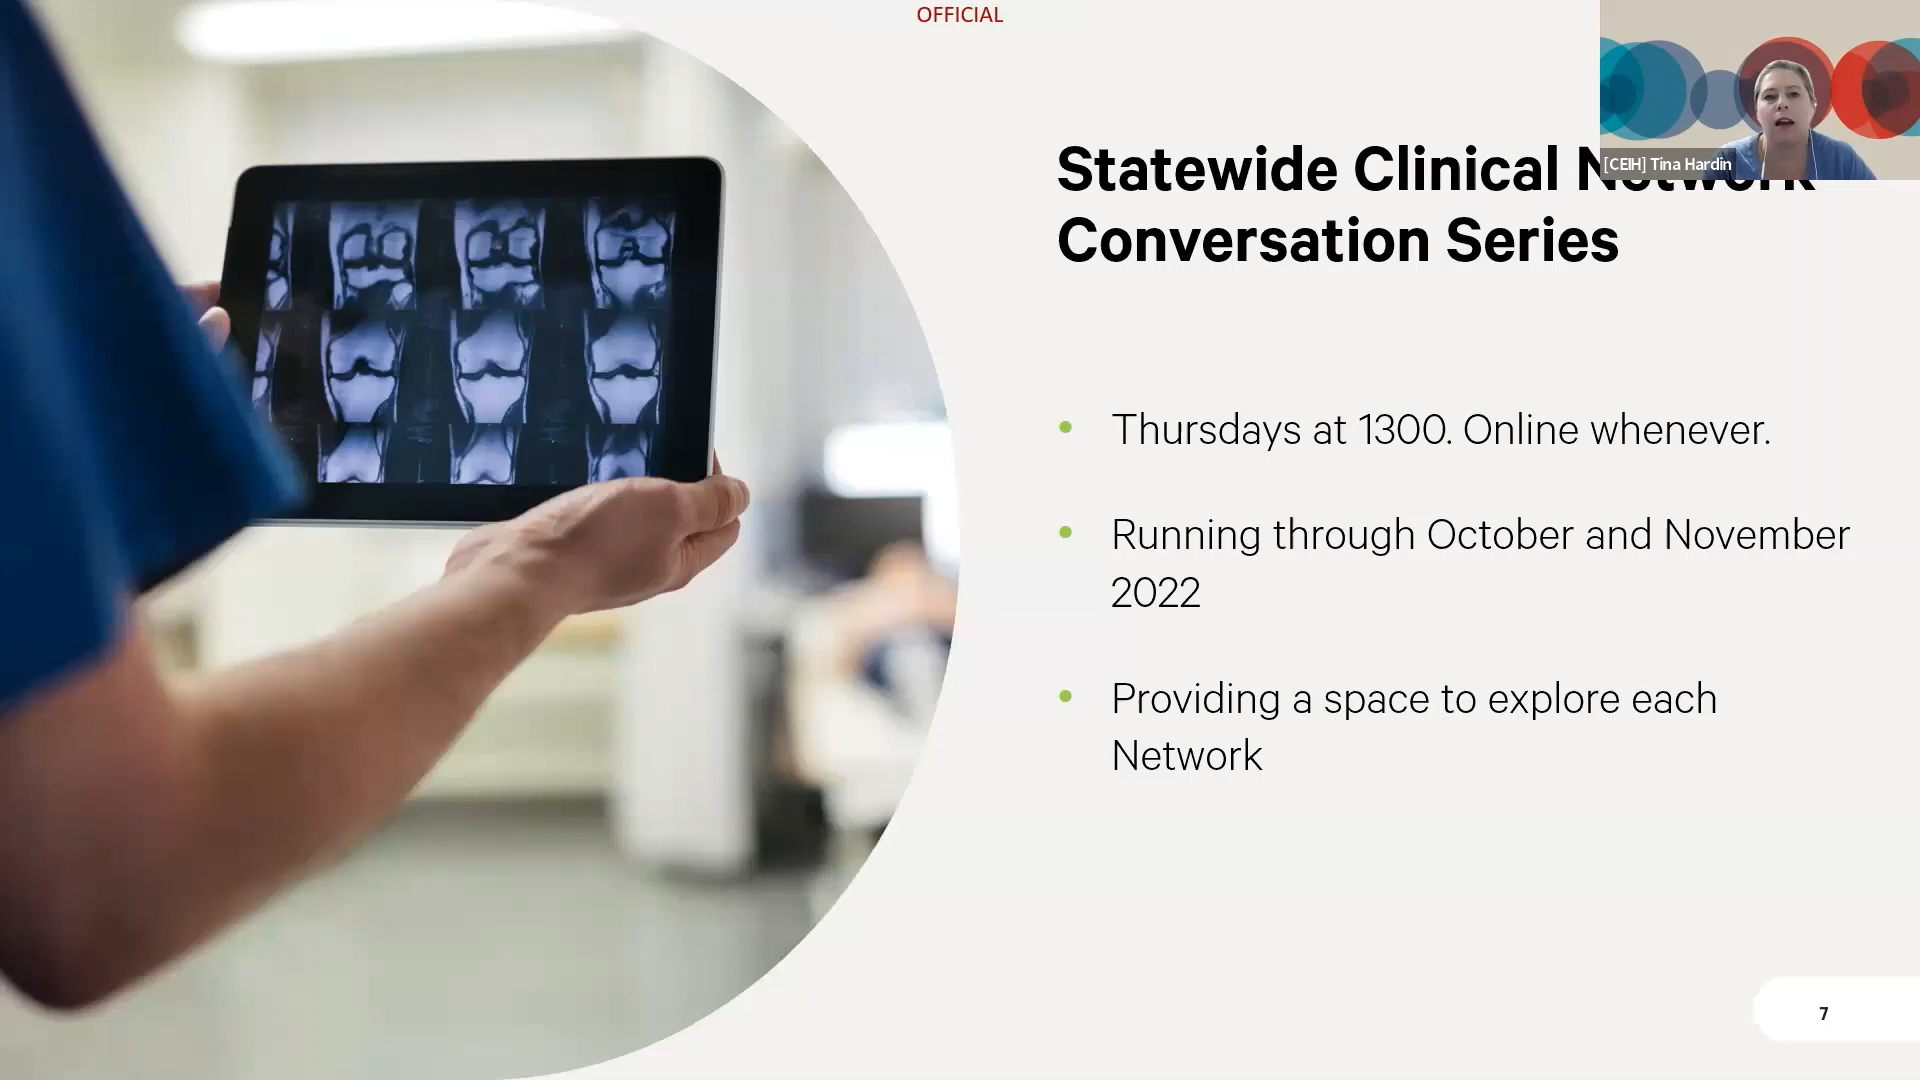 OFFICIAL
[CEIH] Tina Hardin
Statewide Clinical Network
Conversation Series
• Thursdays at 1300. Online whenever.
• Running through October and November
2022
• Providing a space to explore each
Network
7